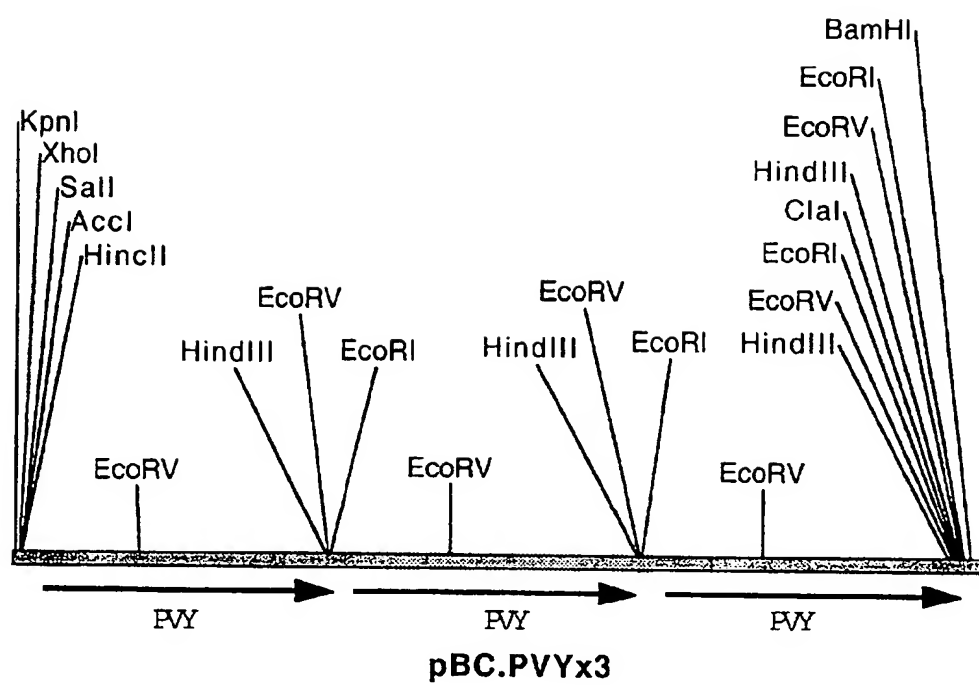 BamHI
EcoRI
KpnI
EcoRV
XhoI
HindIII
SalI
ClaI
AccI
EcoRI
HincII
EcoRV
EcoRV
EcoRV
HindIII
HindIII
EcoRI
HindIII
EcoRI
EcoRV
EcoRV
EcoRV
PVY
PVY
PVY
pBC.PVYx3